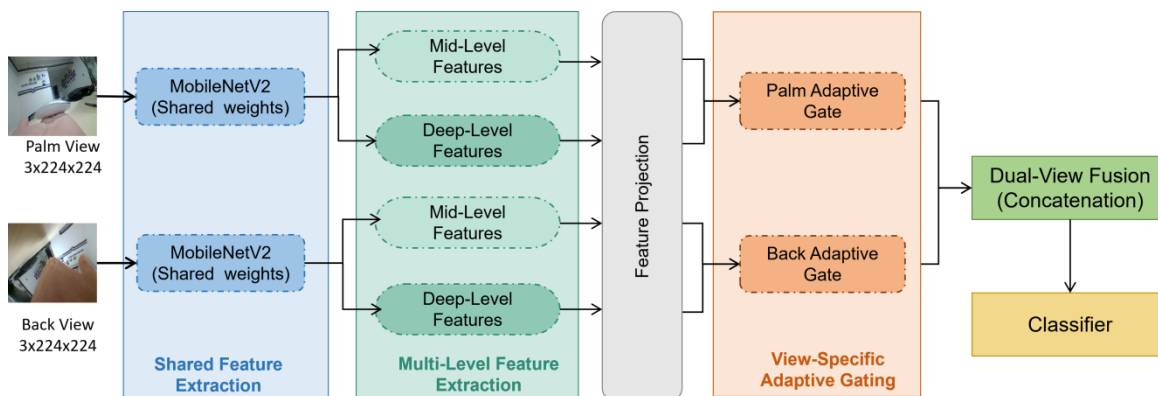 Palm View
3x224x224
Back View
3x224x224
MobileNetV2
(Shared weights)
MobileNetV2
(Shared weights)
Shared Feature
Extraction
Mid-Level
Features
Deep-Level
Features
Mid-Level
Features
Deep-Level
Features
Multi-Level Feature
Extraction
Feature Projection
Palm Adaptive
Gate
Back Adaptive
Gate
View-Specific
Adaptive Gating
Dual-View Fusion
(Concatenation)
Classifier